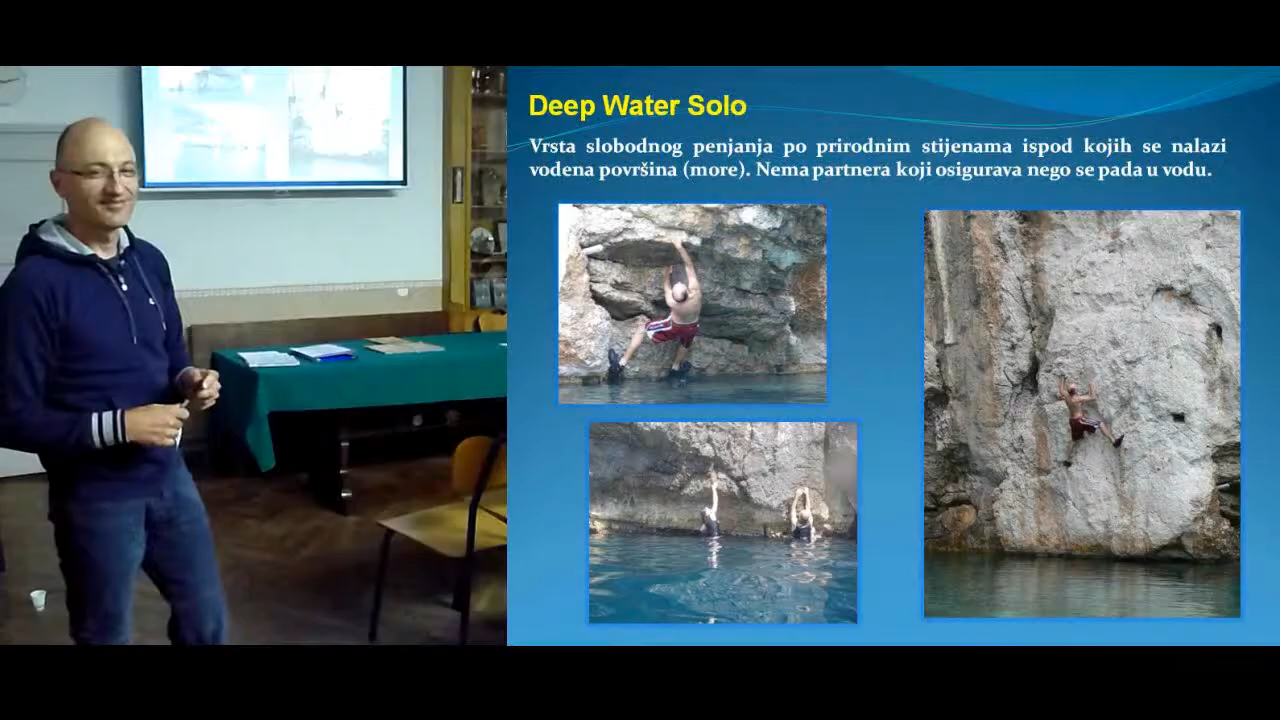 Deep Water Solo
Vrsta slobodnog penjanja po prirodnim stijenama ispod kojih se nalazi
vodena površina (more). Nema partnera koji osigurava nego se pada u vodu.